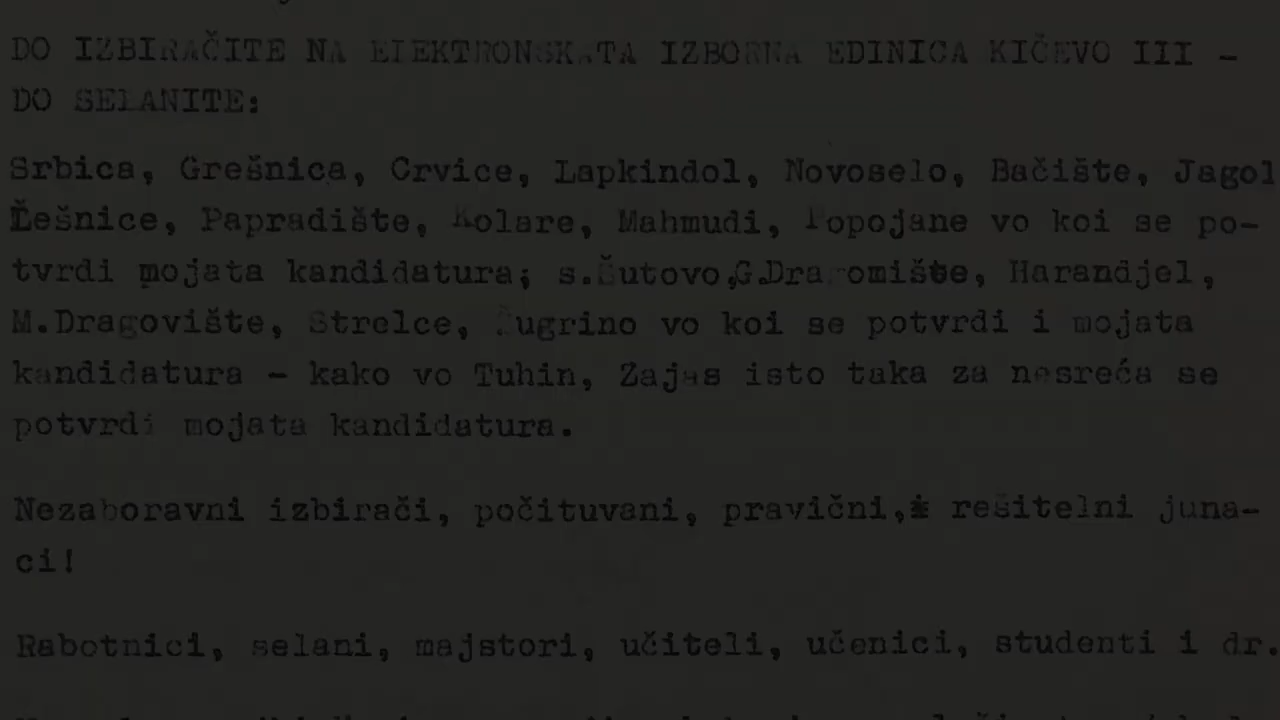 DO IZBIRAČITE NA ELEKTRONSKATA IZBORNA EDINICA KIČEVO III -
DO SELANITE:
Srbica, Grešnica, Crvice, Lapkindol, Novoselo, Bačište, Jagol
Lešnice, Papradište, Kolare, Mahmudi, Popojane vo koi se po-
tvrdi mojata kandidatura; s.Šutovo,G.Dragomište, Harandjel,
M.Dragovište, Strelce, Čugrino vo koi se potvrdi i mojata
kandidatura - kako vo Tuhin, Zajas isto taka za nesreća se
potvrdi mojata kandidatura.
Nezaboravni izbirači, počituvani, pravični, rešitelni juna-
ci!
Rabotnici, selani, majstori, učiteli, učenici, studenti i dr.